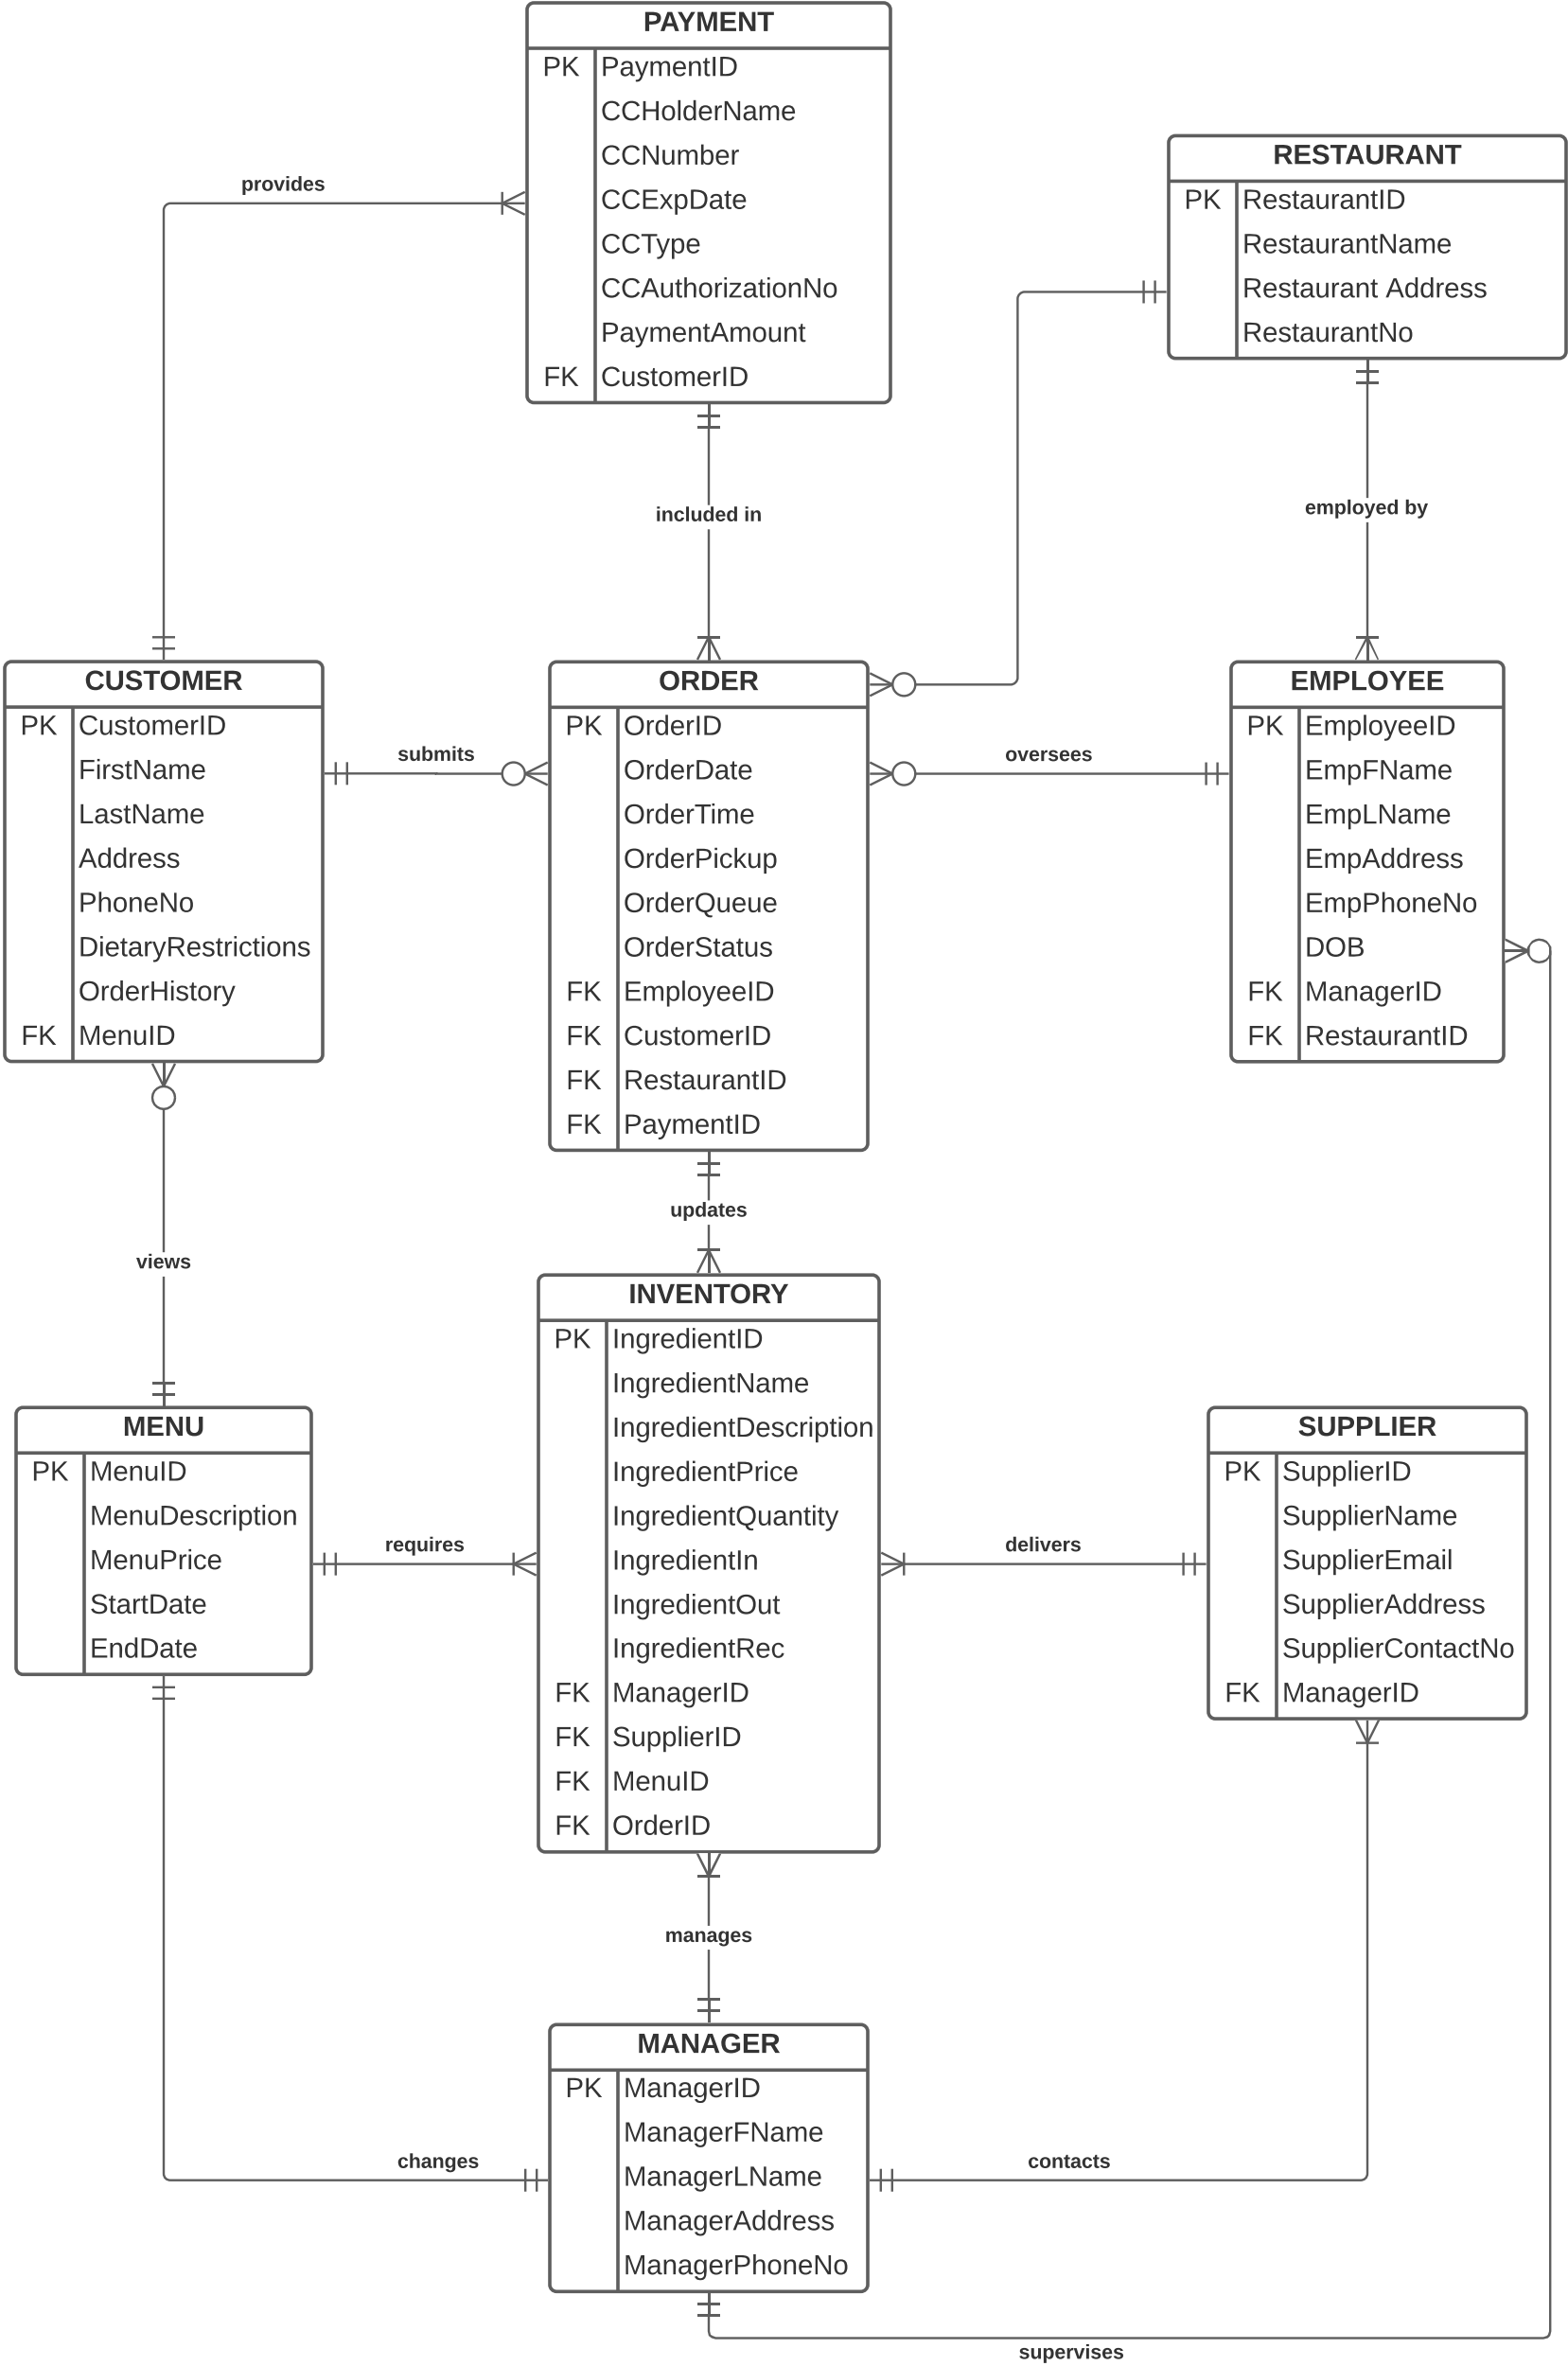 PAYMENT
PK PaymentID
CCHolderName
CCNumber
CCExpDate
CCType
CCAuthorizationNo
PaymentAmount
FK CustomerID
RESTAURANT
PK RestaurantID
RestaurantName
Restaurant Address
RestaurantNo
provides
included in
employed by
CUSTOMER
PK CustomerID
FirstName
LastName
Address
PhoneNo
DietaryRestrictions
OrderHistory
FK MenuID
submits
ORDER
PK OrderID
OrderDate
OrderTime
OrderPickup
OrderQueue
OrderStatus
FK EmployeeID
FK CustomerID
FK RestaurantID
FK PaymentID
oversees
EMPLOYEE
PK EmployeeID
EmpFName
EmpLName
EmpAddress
EmpPhoneNo
DOB
FK ManagerID
FK RestaurantID
updates
views
MENU
PK MenuID
MenuDescription
MenuPrice
StartDate
EndDate
requires
INVENTORY
PK IngredientID
IngredientName
IngredientDescription
IngredientPrice
IngredientQuantity
IngredientIn
IngredientOut
IngredientRec
FK ManagerID
FK SupplierID
FK MenuID
FK OrderID
delivers
SUPPLIER
PK SupplierID
SupplierName
SupplierEmail
SupplierAddress
SupplierContactNo
FK ManagerID
manages
changes
MANAGER
PK ManagerID
ManagerFName
ManagerLName
ManagerAddress
ManagerPhoneNo
contacts
supervises